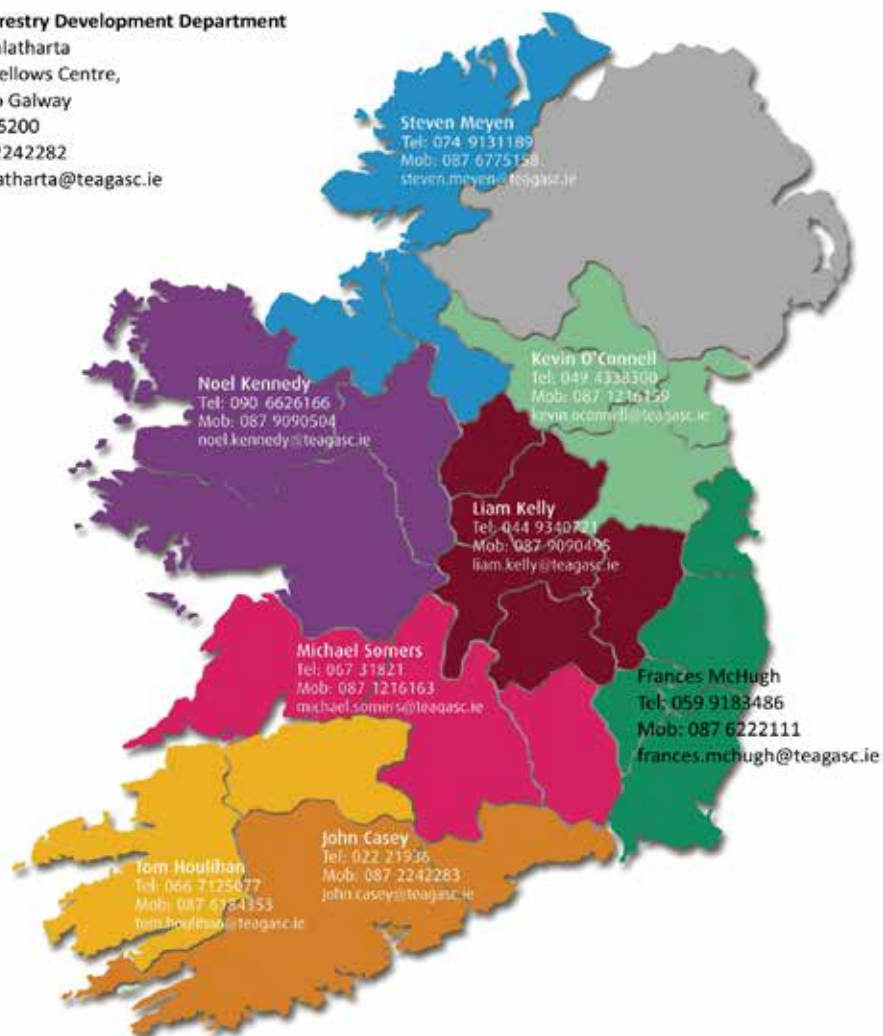 restry Development Department
alatharta
ellows Centre,
Galway
5200
2242282
atharta@teagasc.ie
Steven Meyen
Tel: 074 9131189
Mob: 087 6775158
steven.meyen@teagasc.ie
Noel Kennedy
Tel: 090 6626166
Mob: 087 9090504
noel.kennedy@teagasc.ie
Kevin O'Connell
Tel: 049 4338300
Mob: 087 1216159
kevin.oconnell@teagasc.ie
Liam Kelly
Tel: 044 9340721
Mob: 087 9090495
liam.kelly@teagasc.ie
Michael Somers
Tel: 067 31821
Mob: 087 1216163
michael.somers@teagasc.ie
Frances McHugh
Tel: 059 9183486
Mob: 087 6222111
frances.mchugh@teagasc.ie
John Casey
Tel: 022 21936
Mob: 087 2242283
john.casey@teagasc.ie
Tom Houlihan
Tel: 066 7125077
Mob: 087 6184353
tom.houlihan@teagasc.ie